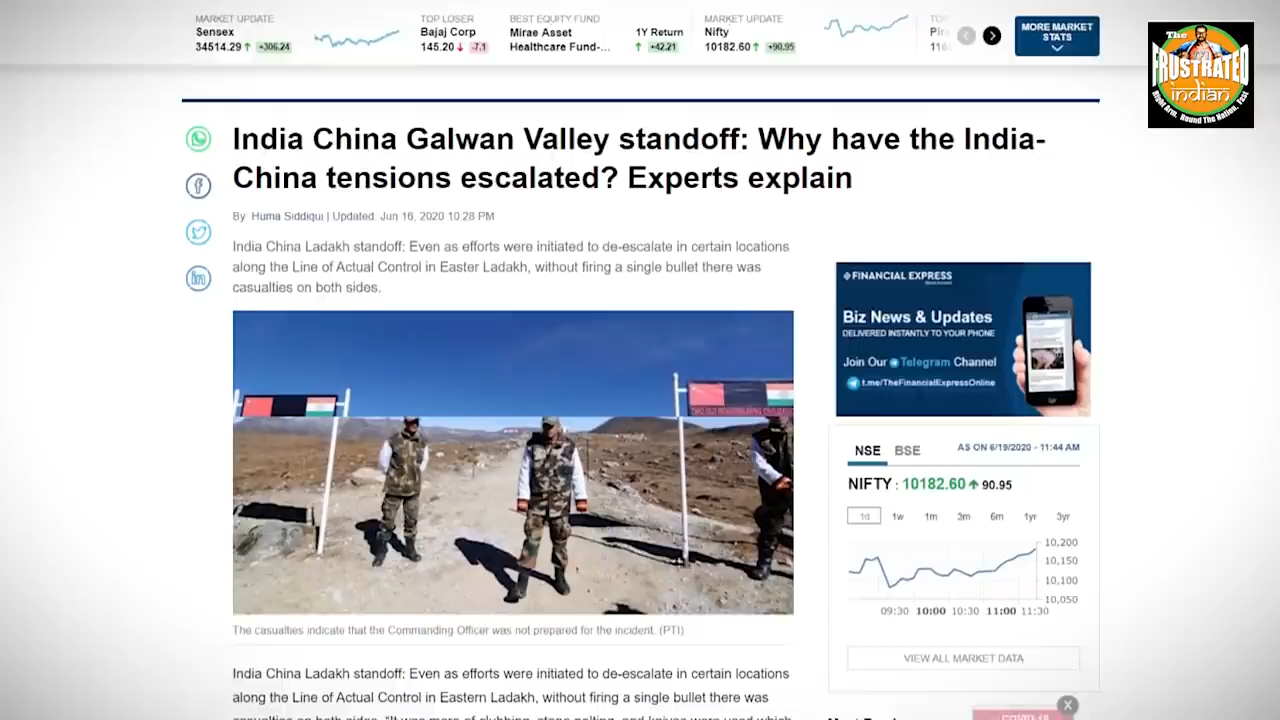 MARKET UPDATE
Sensex
34514.29 +306.24
TOP LOSER
Bajaj Corp
145.20 -7.1
BEST EQUITY FUND
Mirae Asset
Healthcare Fund-...
1Y Return
+42.21
MARKET UPDATE
Nifty
10182.60 +90.95
MORE MARKET
STATS
The
FRUSTRATED
indian
Right Arm, Round The Nation, Fast
India China Galwan Valley standoff: Why have the India-
China tensions escalated? Experts explain
By Huma Siddiqui | Updated: Jun 16, 2020 10:28 PM
India China Ladakh standoff: Even as efforts were initiated to de-escalate in certain locations
along the Line of Actual Control in Easter Ladakh, without firing a single bullet there was
casualties on both sides.
The casualties indicate that the Commanding Officer was not prepared for the incident. (PTI)
India China Ladakh standoff: Even as efforts were initiated to de-escalate in certain locations
along the Line of Actual Control in Eastern Ladakh, without firing a single bullet there was
FINANCIAL EXPRESS
Biz News & Updates
DELIVERED INSTANTLY TO YOUR PHONE
Join Our Telegram Channel
t.me/TheFinancialExpressOnline
NSE BSE
AS ON 6/19/2020 - 11:44 AM
NIFTY : 10182.60 90.95
1d 1w 1m 3m 6m 1yr 3yr
10,200
10,150
10,100
10,050
09:30 10:00 10:30 11:00 11:30
VIEW ALL MARKET DATA
X